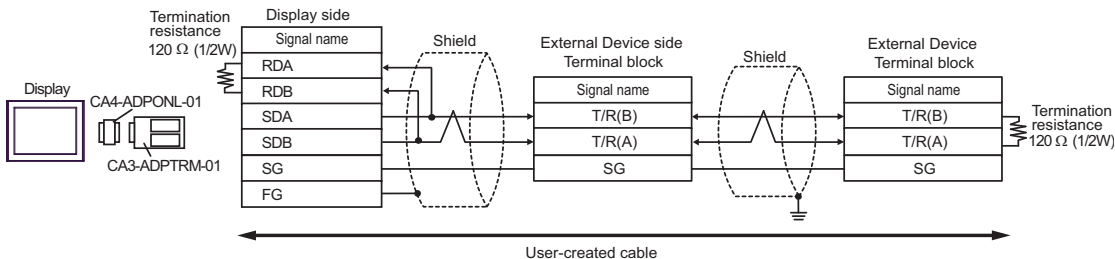 Termination
resistance
120 Ω (1/2W)
Display side
Signal name
RDA
RDB
SDA
SDB
SG
FG
Display
CA4-ADPONL-01
CA3-ADPTRM-01
Shield
External Device side
Terminal block
Signal name
T/R(B)
T/R(A)
SG
Shield
External Device
Terminal block
Signal name
T/R(B)
T/R(A)
SG
Termination
resistance
120 Ω (1/2W)
User-created cable